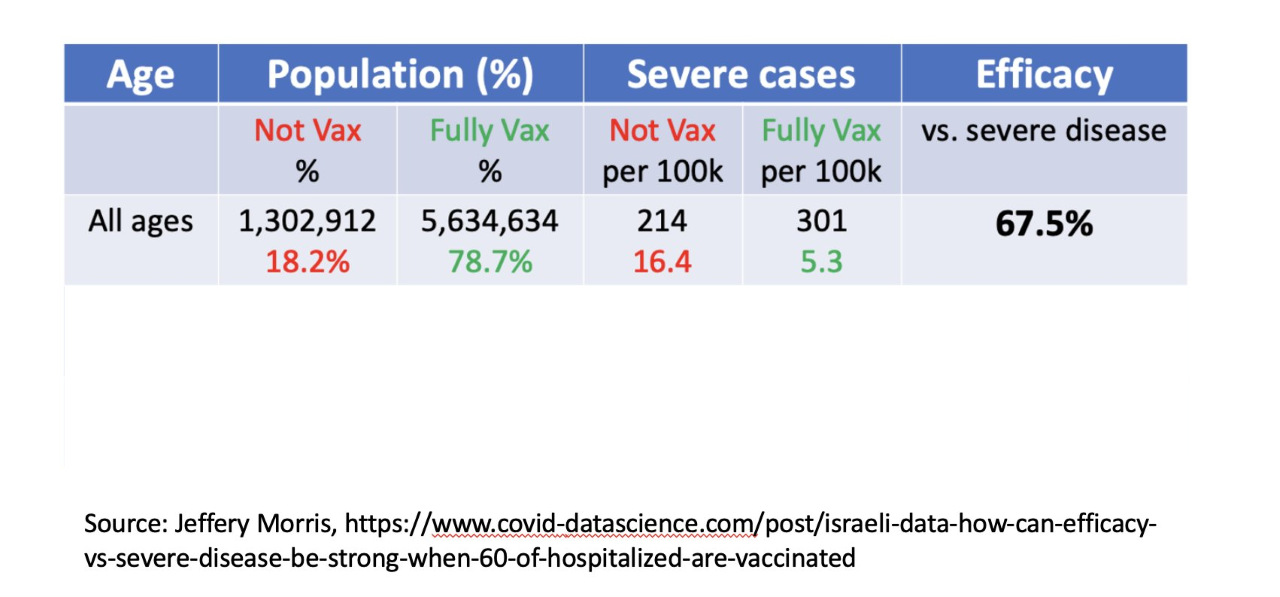 Age Population (%) Severe cases Efficacy
Not Vax Fully Vax Not Vax Fully Vax vs. severe disease
% % per 100k per 100k
All ages 1,302,912 5,634,634 214 301 67.5%
18.2% 78.7% 16.4 5.3
Source: Jeffery Morris, https://www.covid-datascience.com/post/israeli-data-how-can-efficacy-
vs-severe-disease-be-strong-when-60-of-hospitalized-are-vaccinated